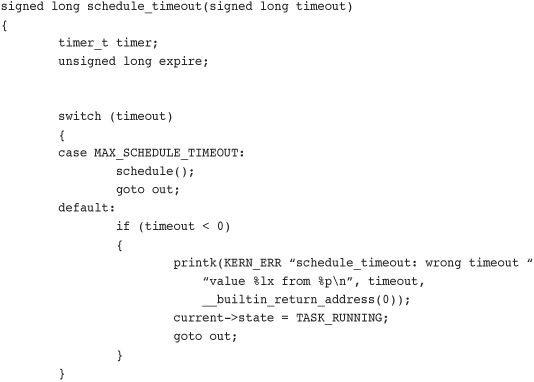 signed long schedule_timeout(signed long timeout)
{
timer_t timer;
unsigned long expire;
switch (timeout)
{
case MAX_SCHEDULE_TIMEOUT:
schedule();
goto out;
default:
if (timeout < 0)
{
printk(KERN_ERR “schedule_timeout: wrong timeout “
“value %lx from %p\n”, timeout,
__builtin_return_address(0));
current->state = TASK_RUNNING;
goto out;
}
}